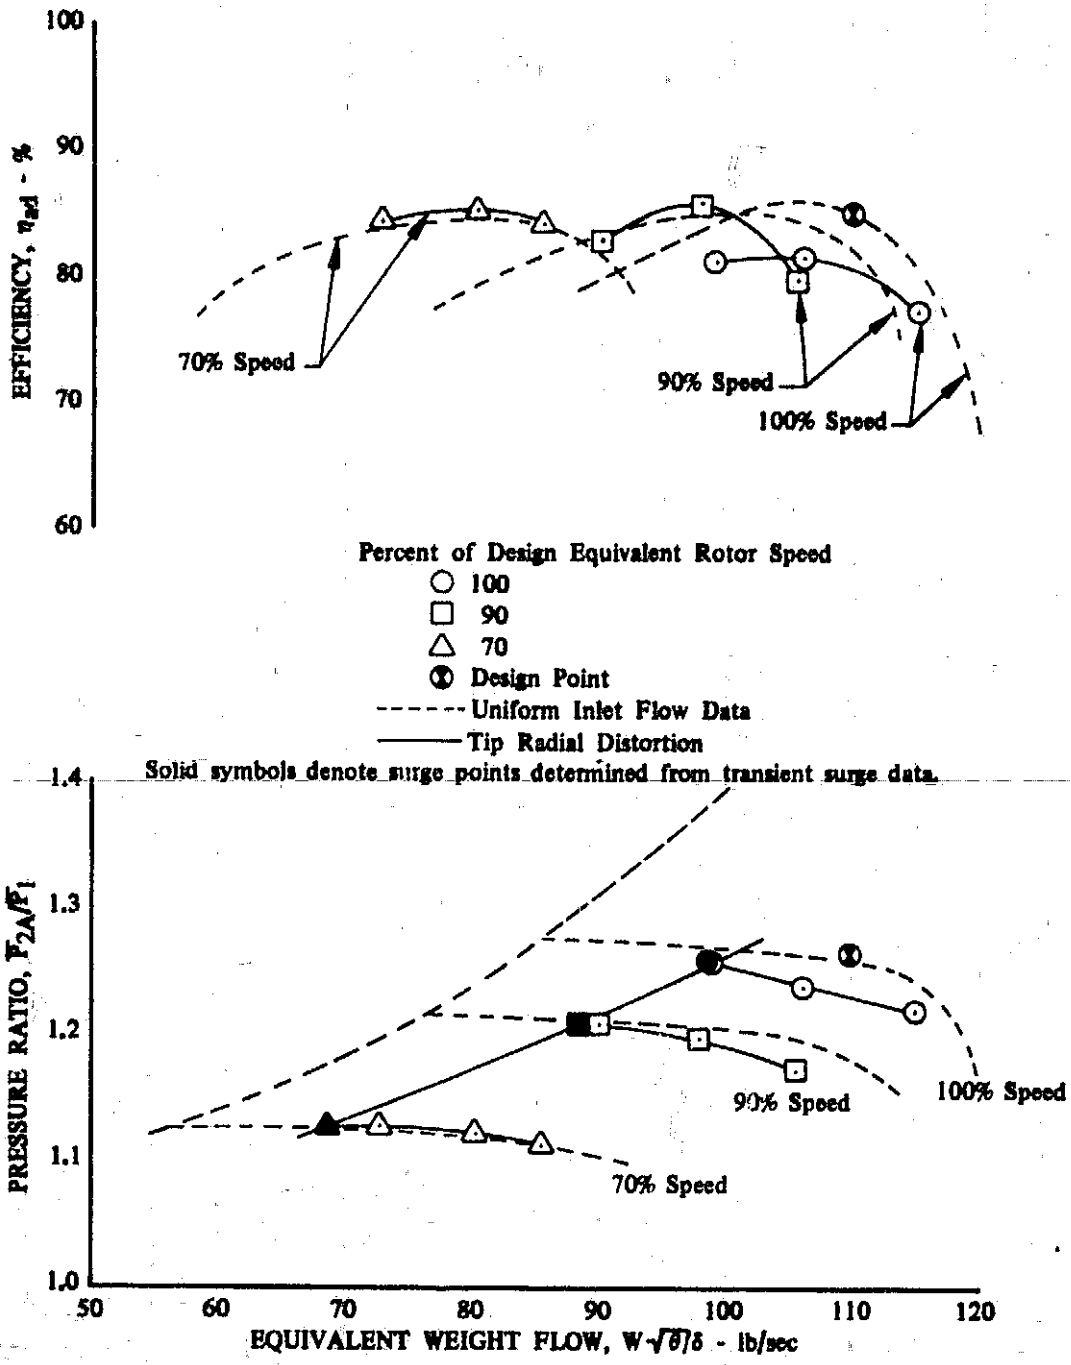 100
90
80
70
60
EFFICIENCY, ηad - %
70% Speed
90% Speed
100% Speed
Percent of Design Equivalent Rotor Speed
100
90
70
Design Point
Uniform Inlet Flow Data
Tip Radial Distortion
Solid symbols denote surge points determined from transient surge data.
1.4
1.3
1.2
1.1
1.0
PRESSURE RATIO, P̅2A/P̅1
90% Speed
100% Speed
70% Speed
50 60 70 80 90 100 110 120
EQUIVALENT WEIGHT FLOW, W√θ/δ - lb/sec